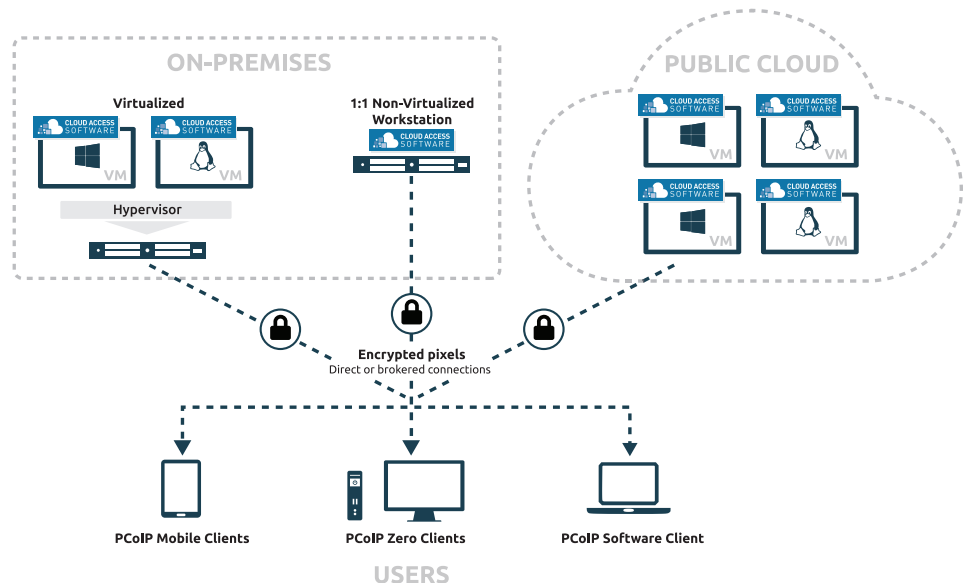 ON-PREMISES
PUBLIC CLOUD
Virtualized
1:1 Non-Virtualized
Workstation
CLOUD ACCESS
SOFTWARE
VM
CLOUD ACCESS
SOFTWARE
VM
CLOUD ACCESS
SOFTWARE
Hypervisor
CLOUD ACCESS
SOFTWARE
VM
CLOUD ACCESS
SOFTWARE
VM
CLOUD ACCESS
SOFTWARE
VM
CLOUD ACCESS
SOFTWARE
VM
Encrypted pixels
Direct or brokered connections
PCoIP Mobile Clients
PCoIP Zero Clients
PCoIP Software Client
USERS